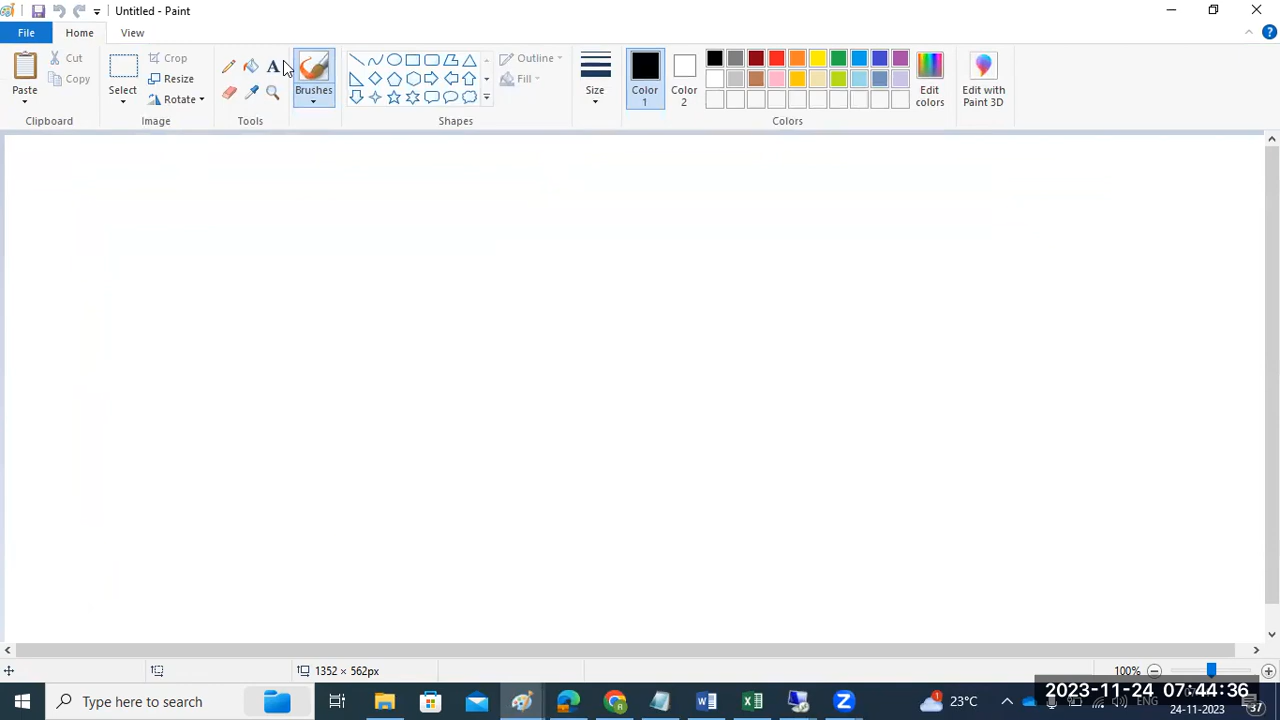 Untitled - Paint
File Home View
Paste
Cut
Copy
Clipboard
Select
Crop
Resize
Rotate
Image
A
Tools
Brushes
Shapes
Outline
Fill
Size
Color 1
Color 2
Colors
Edit colors
Edit with Paint 3D
1352 × 562px
100%
Type here to search
23°C
ENG
2023-11-24 07:44:36
24-11-2023
37